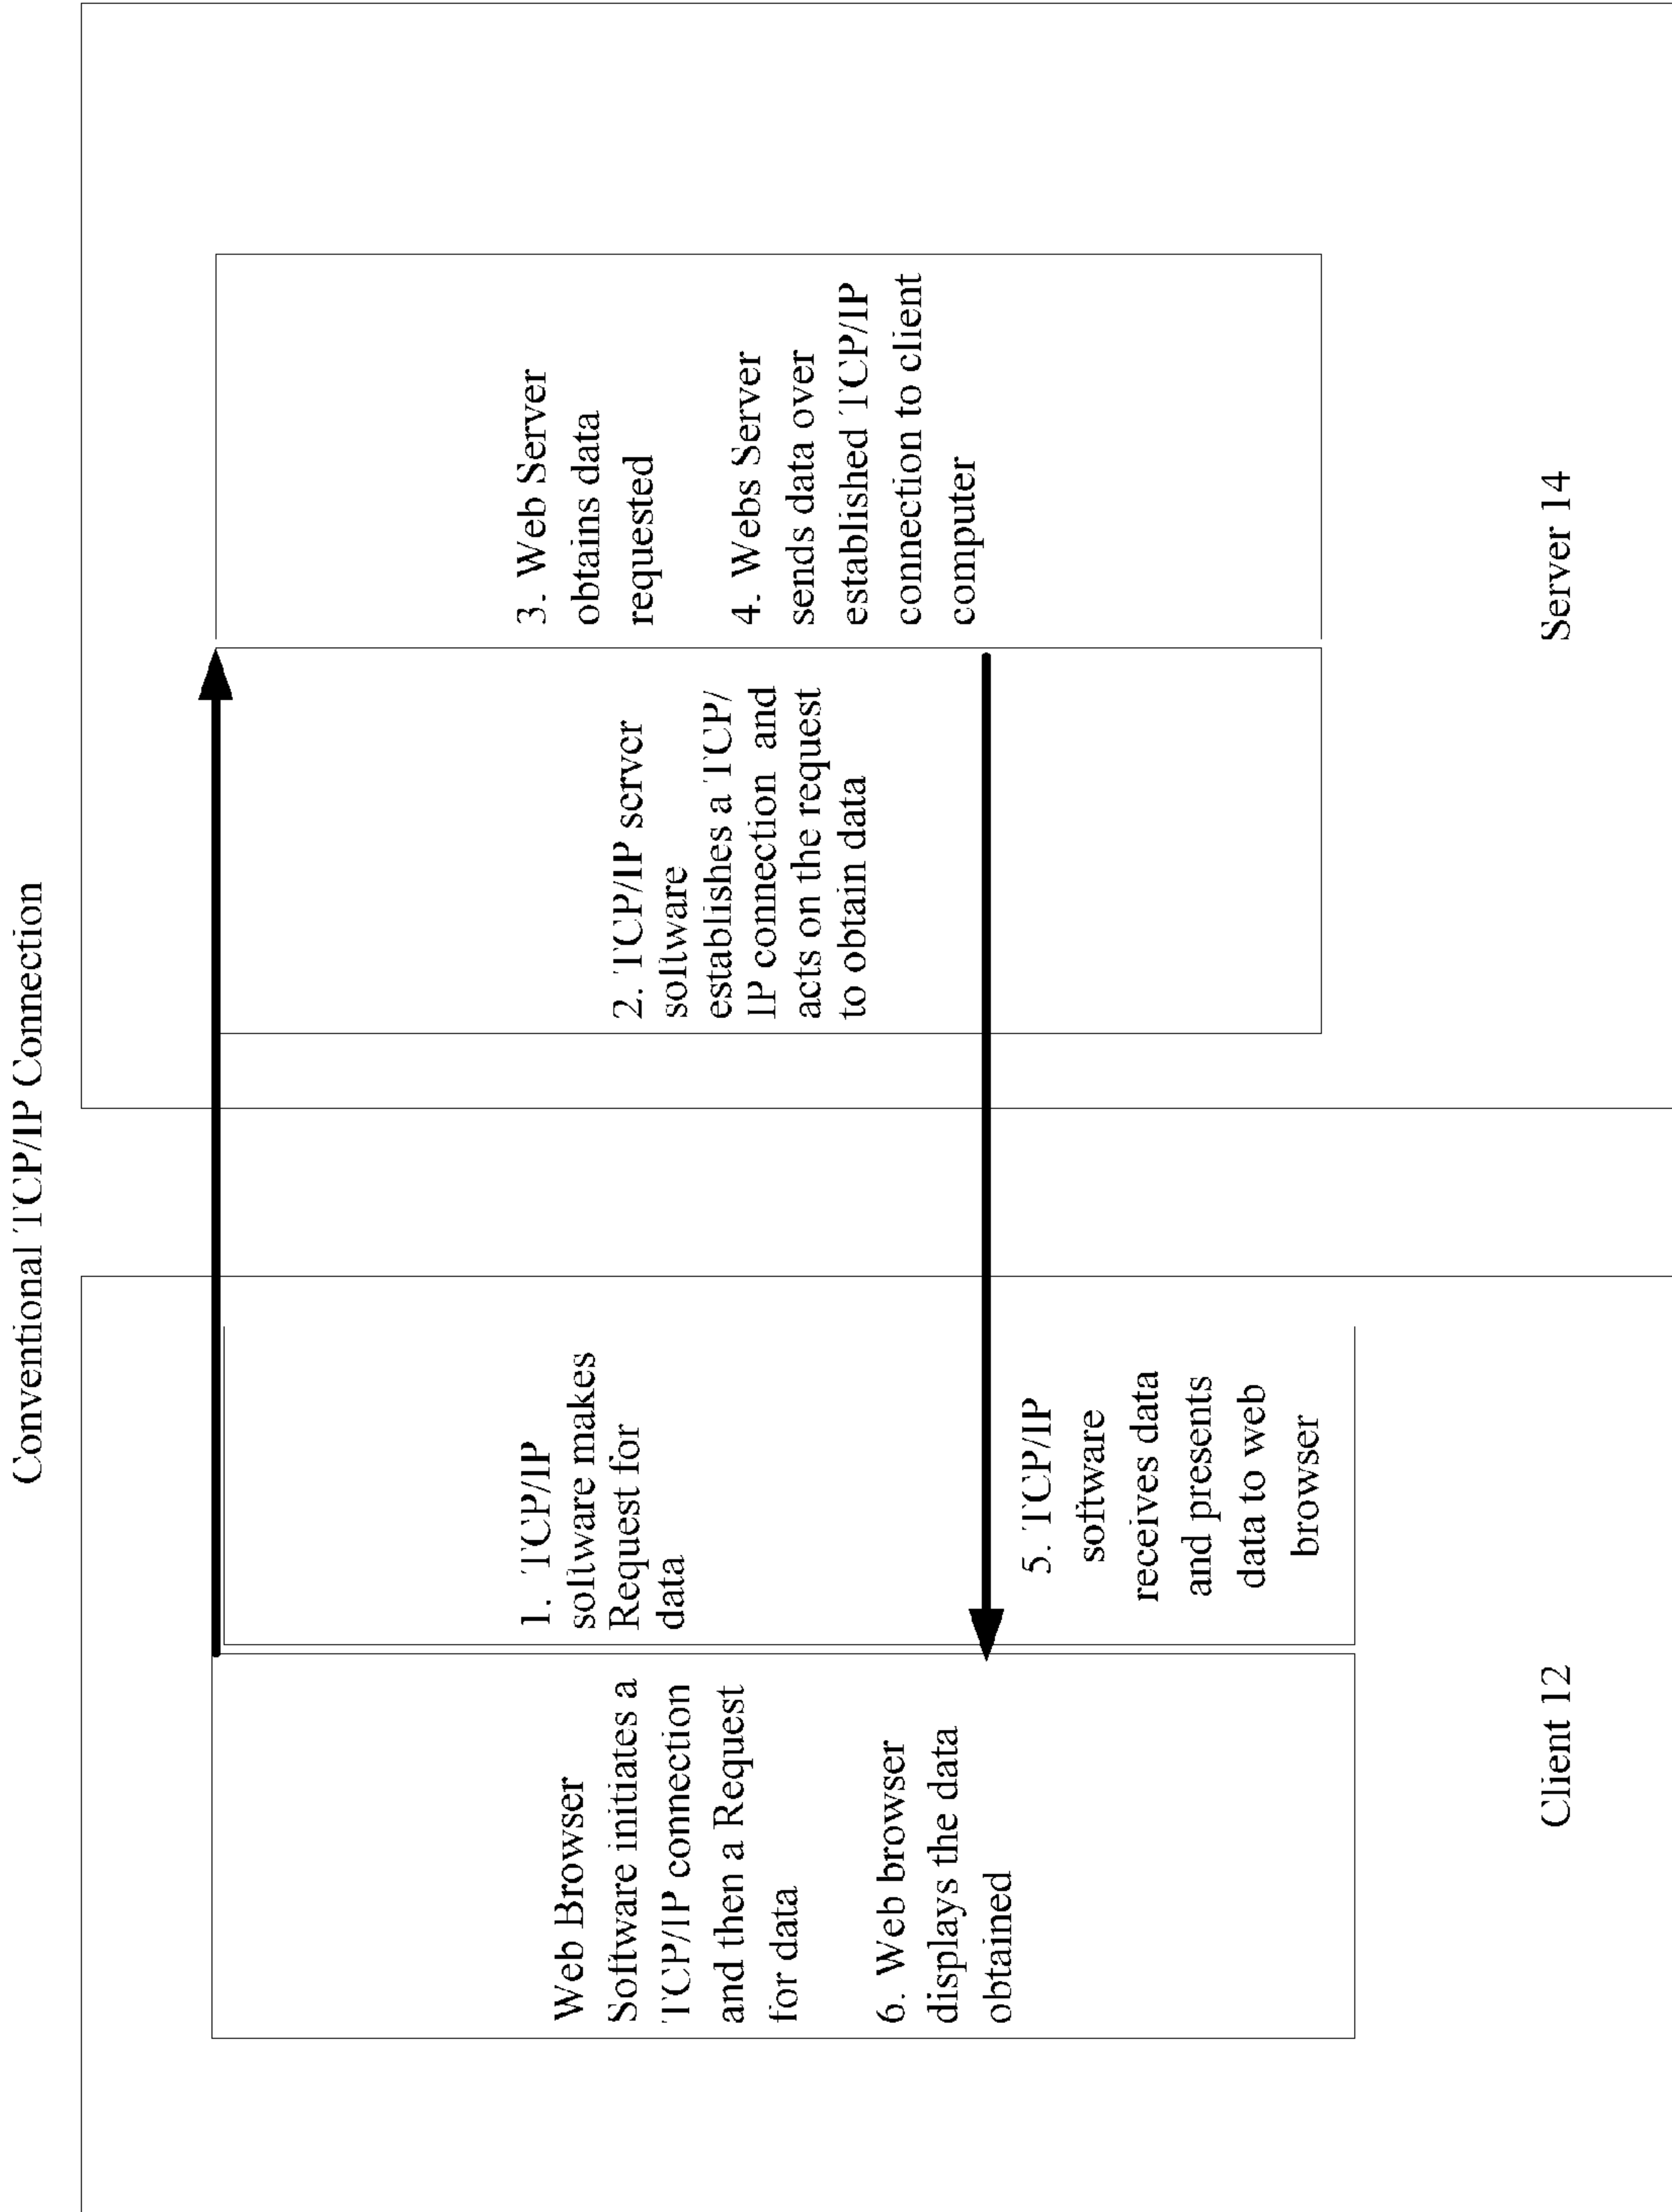 Conventional TCP/IP Connection
Web Browser
Software initiates a
TCP/IP connection
and then a Request
for data
6. Web browser
displays the data
obtained
1. TCP/IP
software makes
Request for
data
5. TCP/IP
software
receives data
and presents
data to web
browser
Client 12
2. TCP/IP server
software
establishes a TCP/
IP connection and
acts on the request
to obtain data
3. Web Server
obtains data
requested
4. Webs Server
sends data over
established TCP/IP
connection to client
computer
Server 14